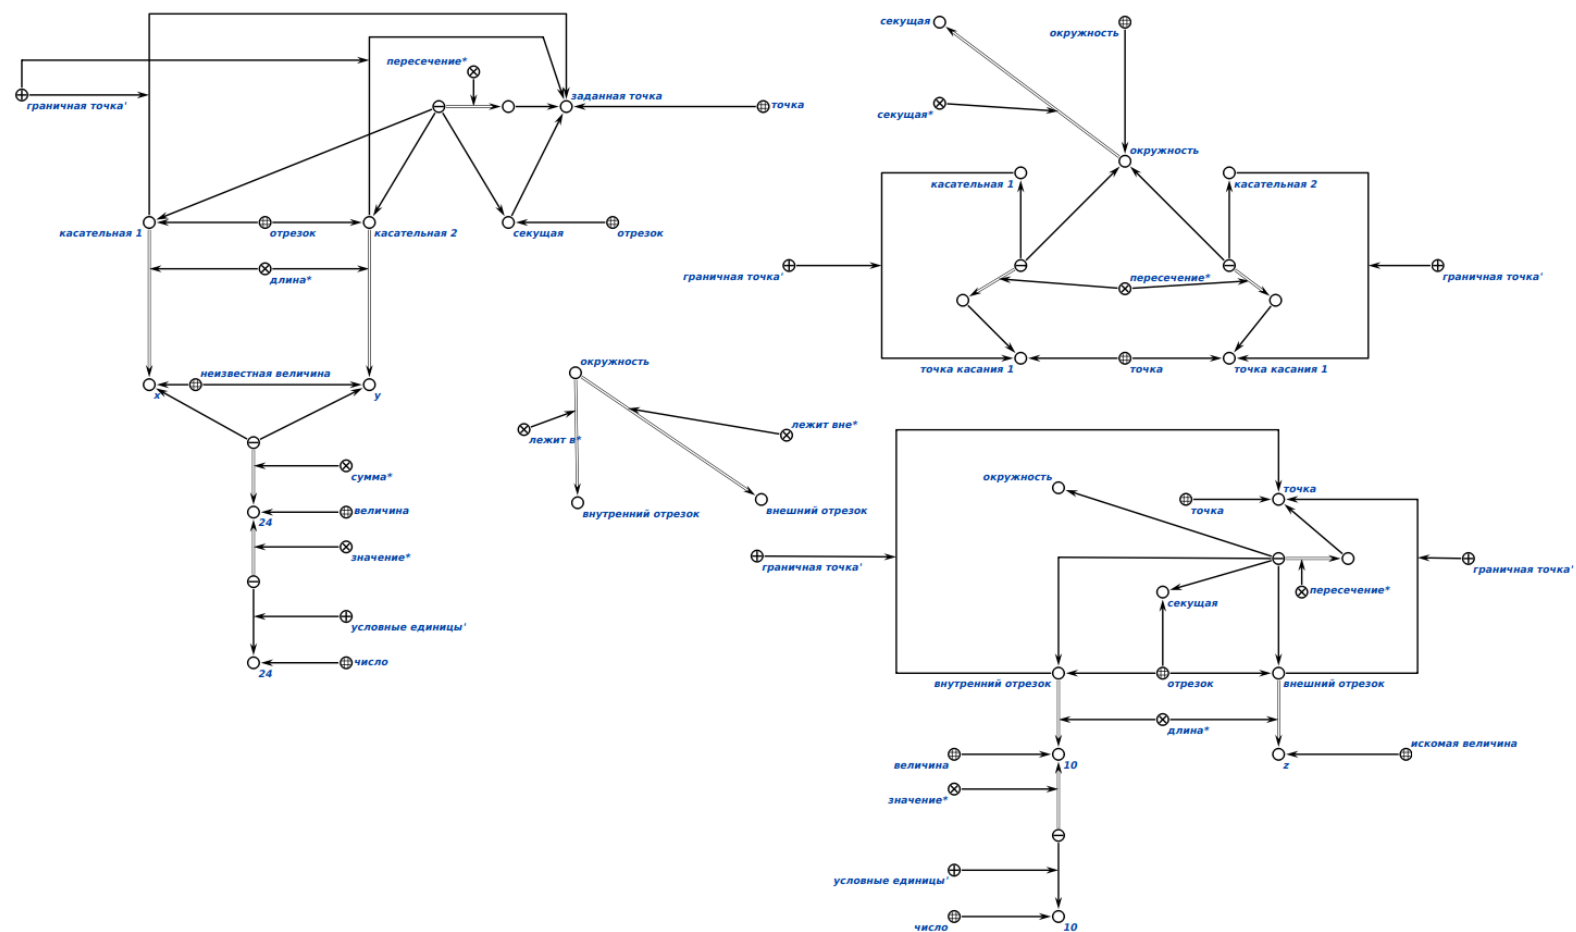 пересечение*
граничная точка'
заданная точка
точка
касательная 1
отрезок
касательная 2
секущая
отрезок
длина*
неизвестная величина
x
y
сумма*
величина
24
значение*
условные единицы'
число
24
секущая
окружность
секущая*
окружность
касательная 1
касательная 2
граничная точка'
пересечение*
граничная точка'
точка касания 1
точка
точка касания 1
окружность
лежит в*
лежит вне*
внутренний отрезок
внешний отрезок
окружность
точка
точка
граничная точка'
граничная точка'
пересечение*
секущая
внутренний отрезок
отрезок
внешний отрезок
длина*
искомая величина
величина
10
z
значение*
условные единицы'
число
10